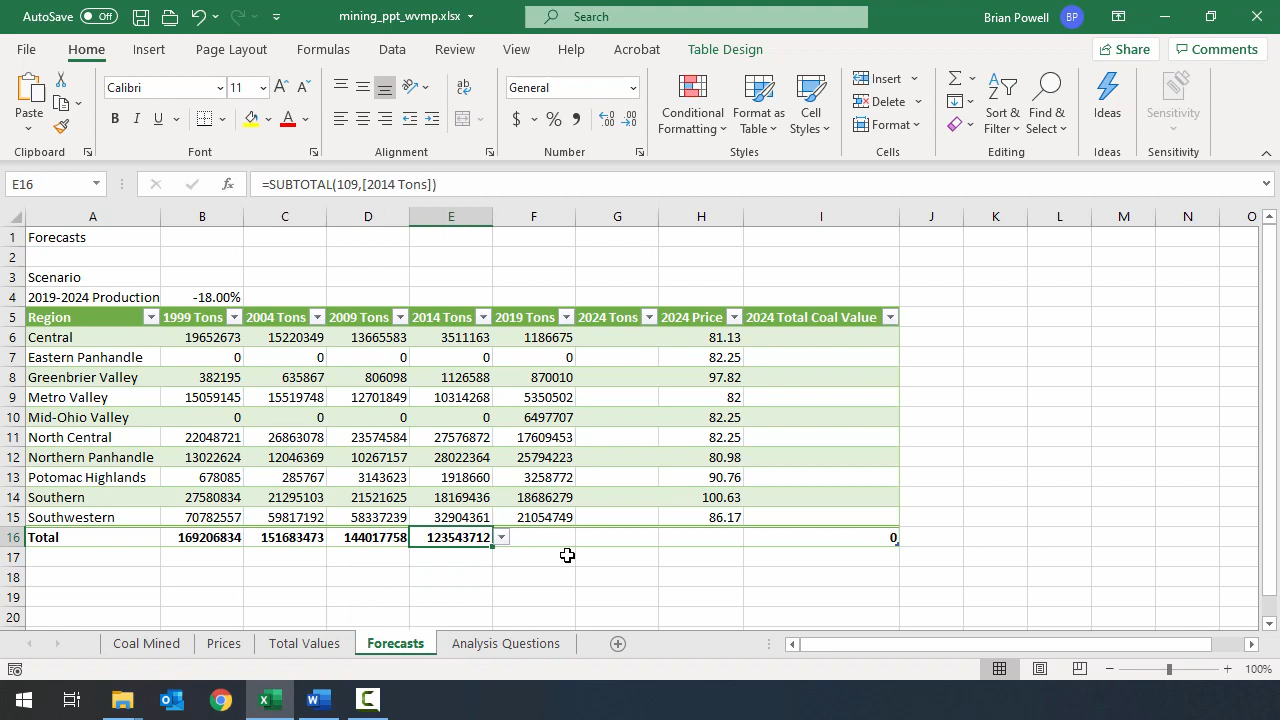 AutoSave Off mining_ppt_wvmp.xlsx Search Brian Powell BP
File Home Insert Page Layout Formulas Data Review View Help Acrobat Table Design Share Comments
Paste Calibri 11 General Conditional Formatting Format as Table Cell Styles Insert Delete Format Sort & Filter Find & Select Ideas Sensitivity
Clipboard Font Alignment Number Styles Cells Editing Ideas Sensitivity
E16 =SUBTOTAL(109,[2014 Tons])
A B C D E F G H I J K L M N O
1 Forecasts
2
3 Scenario
4 2019-2024 Production -18.00%
5 Region 1999 Tons 2004 Tons 2009 Tons 2014 Tons 2019 Tons 2024 Tons 2024 Price 2024 Total Coal Value
6 Central 19652673 15220349 13665583 3511163 1186675 81.13
7 Eastern Panhandle 0 0 0 0 0 82.25
8 Greenbrier Valley 382195 635867 806098 1126588 870010 97.82
9 Metro Valley 15059145 15519748 12701849 10314268 5350502 82
10 Mid-Ohio Valley 0 0 0 0 6497707 82.25
11 North Central 22048721 26863078 23574584 27576872 17609453 82.25
12 Northern Panhandle 13022624 12046369 10267157 28022364 25794223 80.98
13 Potomac Highlands 678085 285767 3143623 1918660 3258772 90.76
14 Southern 27580834 21295103 21521625 18169436 18686279 100.63
15 Southwestern 70782557 59817192 58337239 32904361 21054749 86.17
16 Total 169206834 151683473 144017758 123543712 0
17
18
19
20
Coal Mined Prices Total Values Forecasts Analysis Questions
100%